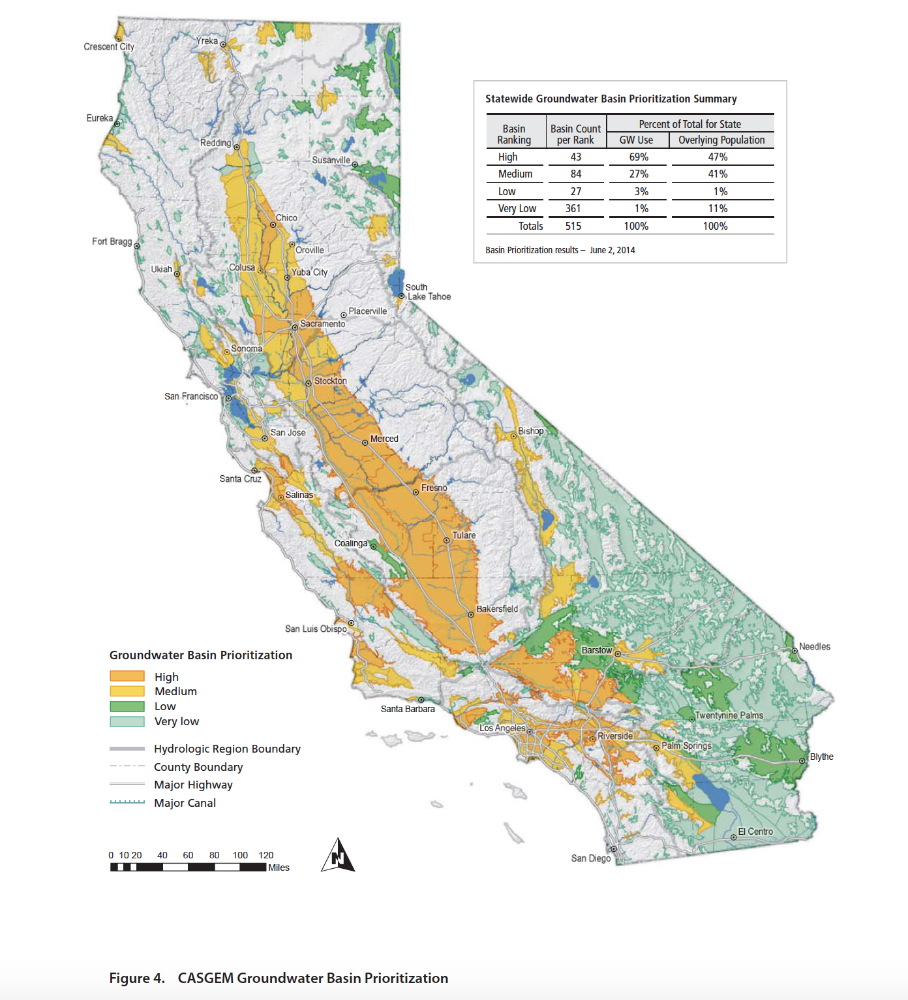 Crescent City
Yreka
Eureka
Redding
Susanville
Chico
Fort Bragg
Oroville
Ukiah
Colusa
Yuba City
South
Lake Tahoe
Placerville
Sacramento
Sonoma
Stockton
San Francisco
San Jose
Bishop
Merced
Santa Cruz
Fresno
Salinas
Tulare
Coalinga
Bakersfield
San Luis Obispo
Barstow
Needles
Santa Barbara
Twentynine Palms
Los Angeles
Riverside
Palm Springs
Blythe
El Centro
San Diego
Statewide Groundwater Basin Prioritization Summary
Basin Ranking Basin Count per Rank Percent of Total for State
GW Use Overlying Population
High 43 69% 47%
Medium 84 27% 41%
Low 27 3% 1%
Very Low 361 1% 11%
Totals 515 100% 100%
Basin Prioritization results – June 2, 2014
Groundwater Basin Prioritization
High
Medium
Low
Very low
Hydrologic Region Boundary
County Boundary
Major Highway
Major Canal
0 10 20 40 60 80 100 120
Miles
N
Figure 4. CASGEM Groundwater Basin Prioritization